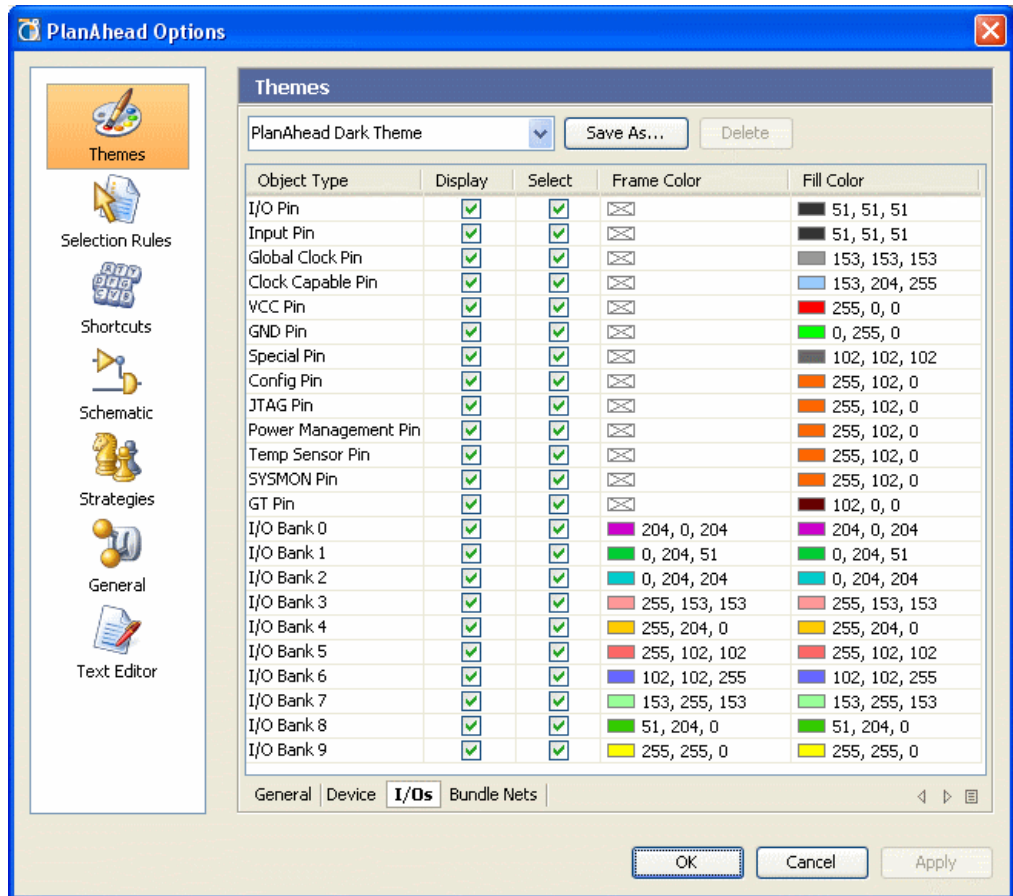 PlanAhead Options
Themes
Selection Rules
Shortcuts
Schematic
Strategies
General
Text Editor
Themes
PlanAhead Dark Theme Save As... Delete
Object Type Display Select Frame Color Fill Color
I/O Pin 51, 51, 51
Input Pin 51, 51, 51
Global Clock Pin 153, 153, 153
Clock Capable Pin 153, 204, 255
VCC Pin 255, 0, 0
GND Pin 0, 255, 0
Special Pin 102, 102, 102
Config Pin 255, 102, 0
JTAG Pin 255, 102, 0
Power Management Pin 255, 102, 0
Temp Sensor Pin 255, 102, 0
SYSMON Pin 255, 102, 0
GT Pin 102, 0, 0
I/O Bank 0 204, 0, 204 204, 0, 204
I/O Bank 1 0, 204, 51 0, 204, 51
I/O Bank 2 0, 204, 204 0, 204, 204
I/O Bank 3 255, 153, 153 255, 153, 153
I/O Bank 4 255, 204, 0 255, 204, 0
I/O Bank 5 255, 102, 102 255, 102, 102
I/O Bank 6 102, 102, 255 102, 102, 255
I/O Bank 7 153, 255, 153 153, 255, 153
I/O Bank 8 51, 204, 0 51, 204, 0
I/O Bank 9 255, 255, 0 255, 255, 0
General Device I/Os Bundle Nets
OK Cancel Apply